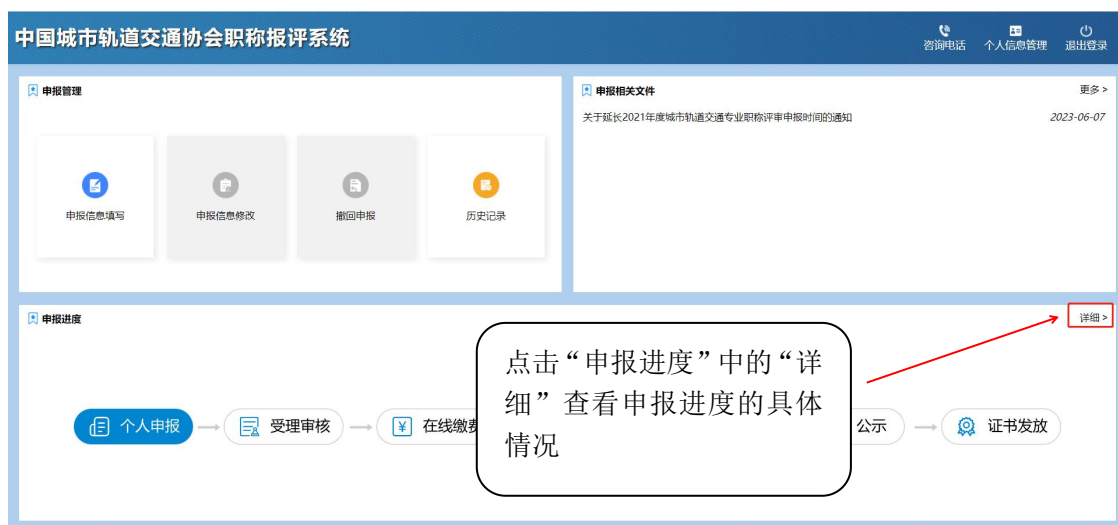 中国城市轨道交通协会职称报评系统
咨询电话 个人信息管理 退出登录
申报管理
申报信息填写 申报信息修改 撤回申报 历史记录
申报相关文件 更多 >
关于延长2021年度城市轨道交通专业职称评审申报时间的通知 2023-06-07
申报进度 详细 >
点击“申报进度”中的“详
细”查看申报进度的具体
情况
个人申报 → 受理审核 → ¥ 在线缴费 公示 → 证书发放